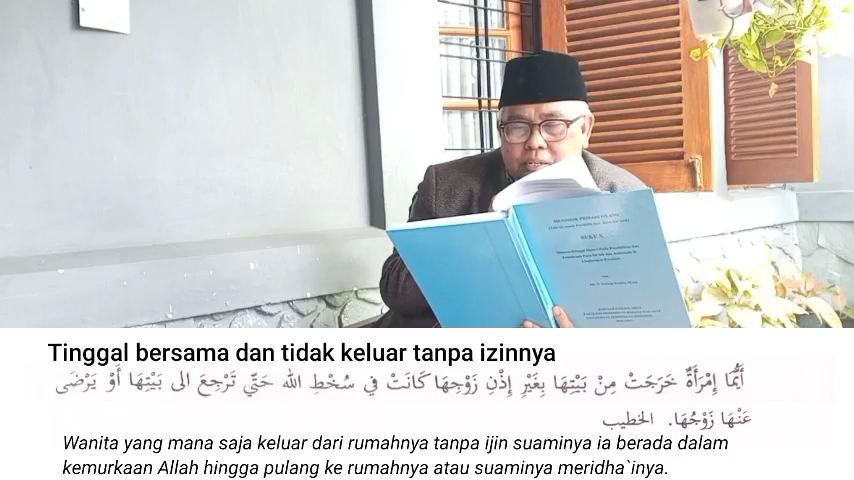 BUKU X
Tinggal bersama dan tidak keluar tanpa izinnya
أَيُّمَا إِمْرَأَةٌ خَرَجَتْ مِنْ بَيْتِهَا بِغَيْرِ إِذْنِ زَوْجِهَا كَانَتْ فِي سُخْطِ الله حَتّي تَرْجِعَ الى بَيْتِهَا أَوْ يَرْضَى
عَنْهَا زَوْجُهَا. الخطيب
Wanita yang mana saja keluar dari rumahnya tanpa ijin suaminya ia berada dalam
kemurkaan Allah hingga pulang ke rumahnya atau suaminya meridha`inya.